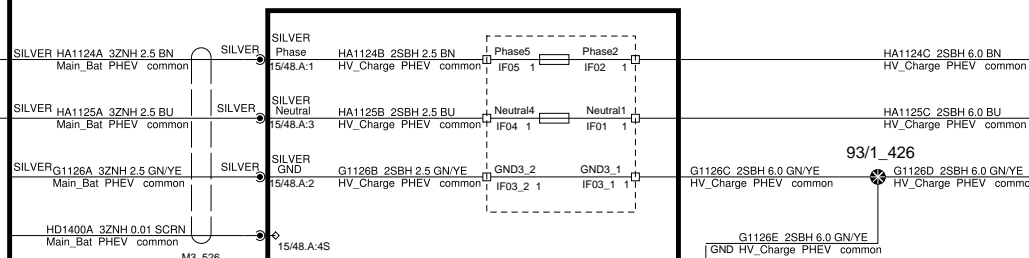 SILVER HA1124A 3ZNH 2.5 BN SILVER
Main_Bat PHEV common
SILVER
Phase
15/48.A:1
HA1124B 2SBH 2.5 BN
HV_Charge PHEV common
Phase5 Phase2
IF05 1 IF02 1
HA1124C 2SBH 6.0 BN
HV_Charge PHEV common
SILVER HA1125A 3ZNH 2.5 BU SILVER
Main_Bat PHEV common
SILVER
Neutral
15/48.A:3
HA1125B 2SBH 2.5 BU
HV_Charge PHEV common
Neutral4 Neutral1
IF04 1 IF01 1
HA1125C 2SBH 6.0 BU
HV_Charge PHEV common
93/1_426
SILVER G1126A 3ZNH 2.5 GN/YE SILVER
Main_Bat PHEV common
SILVER
GND
15/48.A:2
G1126B 2SBH 2.5 GN/YE
HV_Charge PHEV common
GND3_2 GND3_1
IF03_2 1 IF03_1 1
G1126C 2SBH 6.0 GN/YE
HV_Charge PHEV common
G1126D 2SBH 6.0 GN/YE
HV_Charge PHEV commo
HD1400A 3ZNH 0.01 SCRN
Main_Bat PHEV common
15/48.A:4S
G1126E 2SBH 6.0 GN/YE
GND HV_Charge PHEV common
M3_526